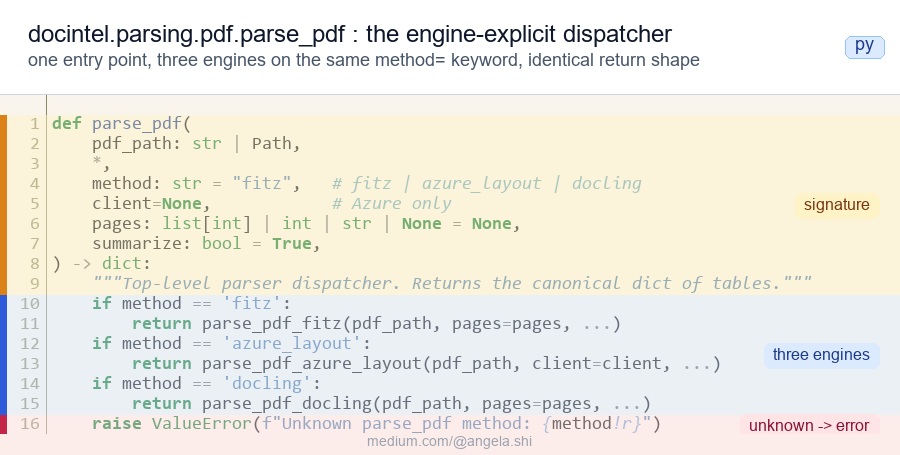 docintel.parsing.pdf.parse_pdf : the engine-explicit dispatcher
one entry point, three engines on the same method= keyword, identical return shape
py
1 def parse_pdf(
2     pdf_path: str | Path,
3     *,
4     method: str = "fitz",   # fitz | azure_layout | docling
5     client=None,            # Azure only
signature
6     pages: list[int] | int | str | None = None,
7     summarize: bool = True,
8 ) -> dict:
9     """Top-level parser dispatcher. Returns the canonical dict of tables."""
10     if method == 'fitz':
11         return parse_pdf_fitz(pdf_path, pages=pages, ...)
12     if method == 'azure_layout':
three engines
13         return parse_pdf_azure_layout(pdf_path, client=client, ...)
14     if method == 'docling':
15         return parse_pdf_docling(pdf_path, pages=pages, ...)
16     raise ValueError(f"Unknown parse_pdf method: {method!r}")
unknown -> error
medium.com/@angela.shi